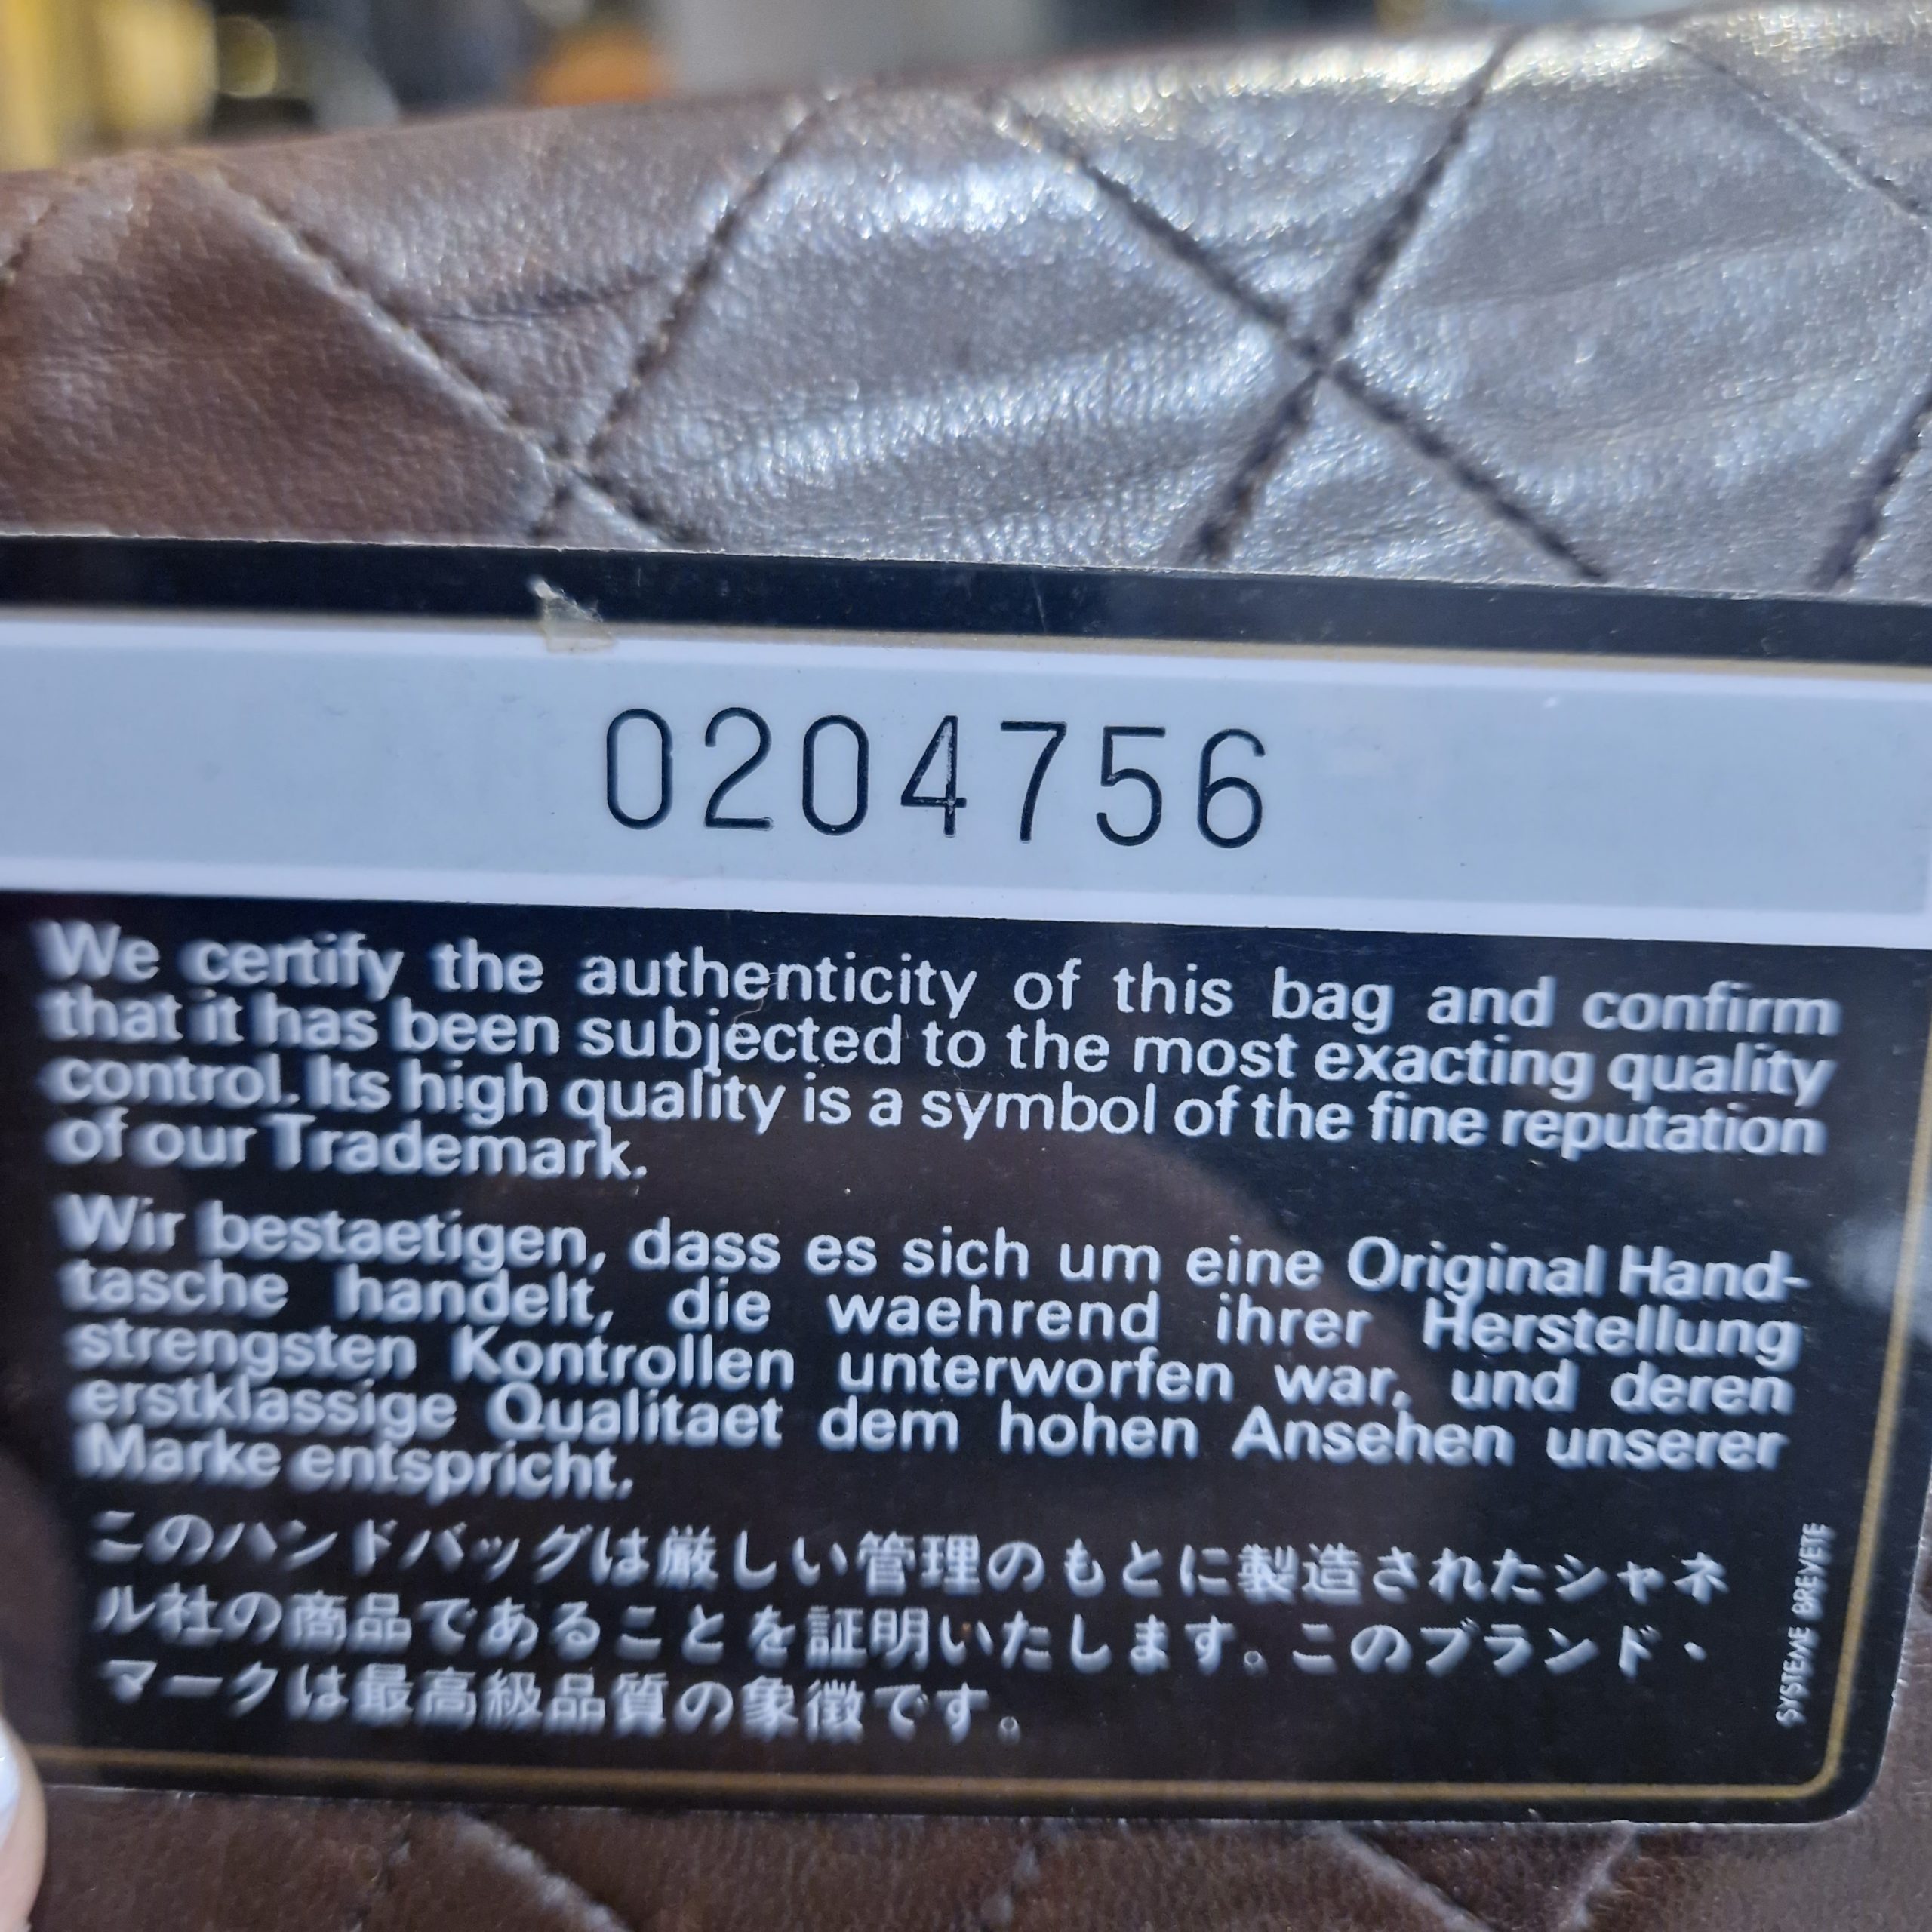 0204756
We certify the authenticity of this bag and confirm
that it has been subjected to the most exacting quality
control. Its high quality is a symbol of the fine reputation
of our Trademark.
Wir bestaetigen, dass es sich um eine Original Hand-
tasche handelt, die waehrend ihrer Herstellung
strengsten Kontrollen unterworfen war, und deren
erstklassige Qualitaet dem hohen Ansehen unserer
Marke entspricht.
このハンドバッグは厳しい管理のもとに製造されたシャネ
ル社の商品であることを証明いたします。このブランド・
マークは最高級品質の象徴です。
SYSTEME BREVETE